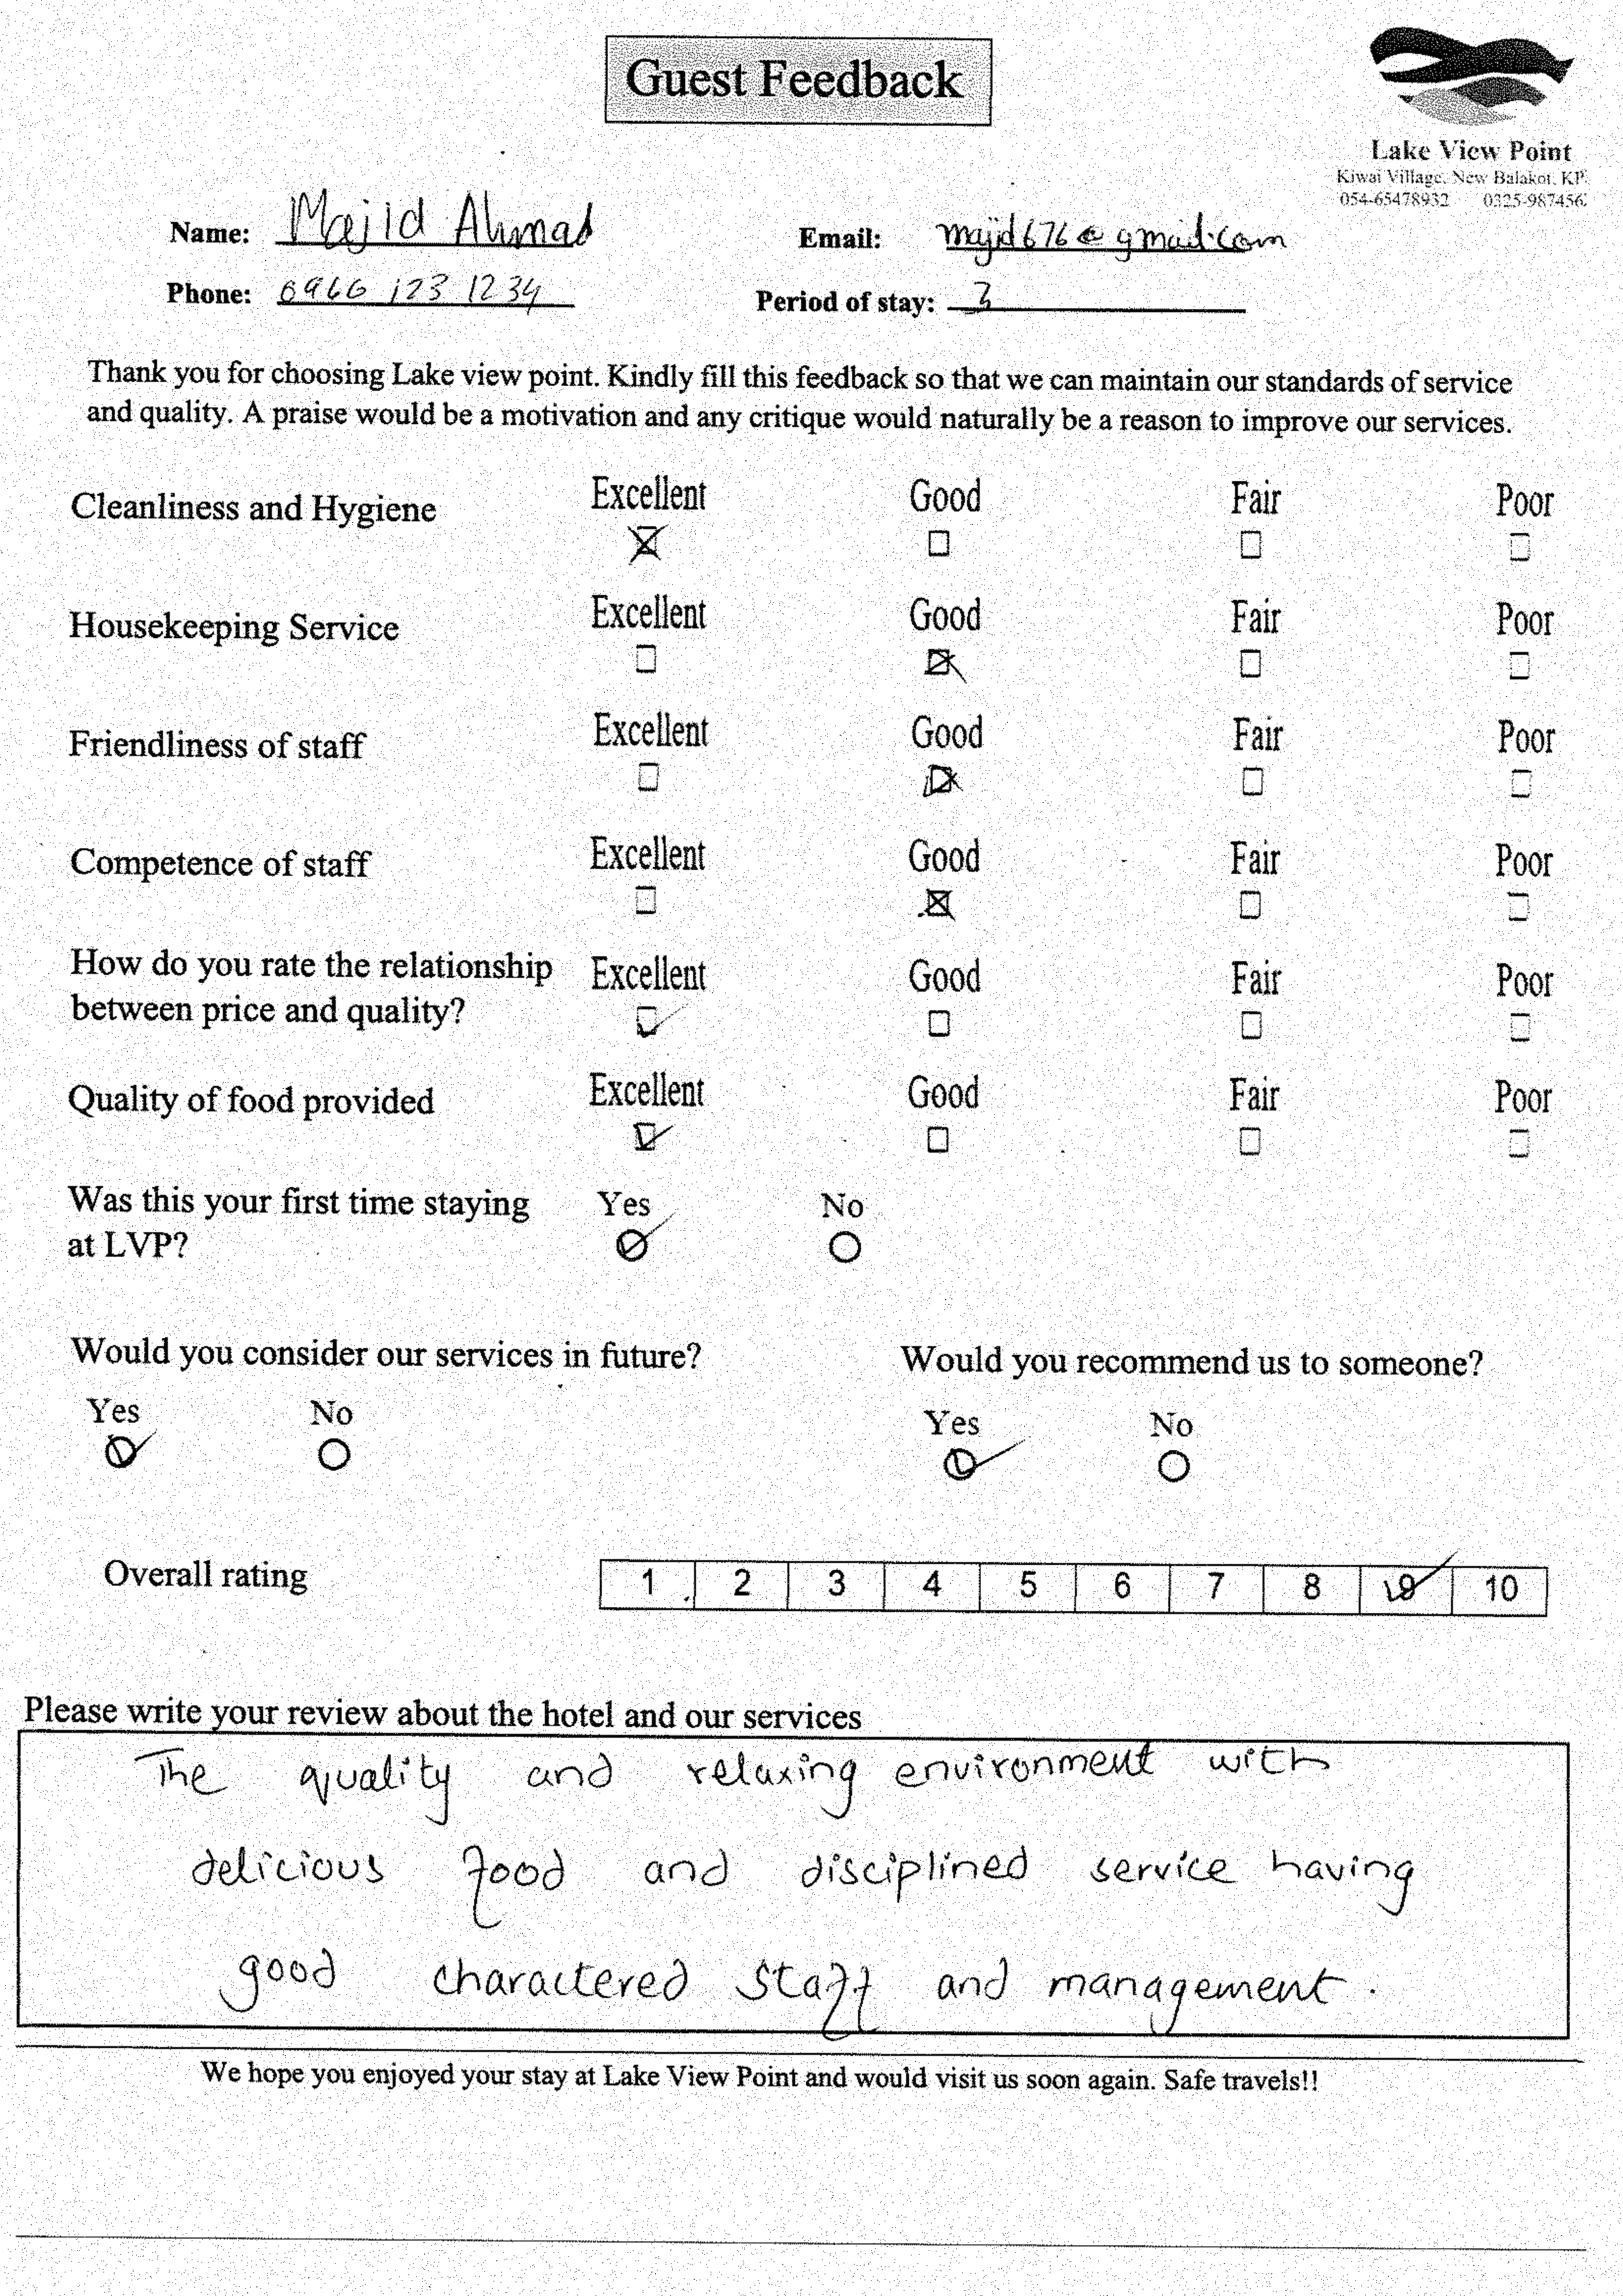 Guest Feedback
Lake View Point
Kiwai Village, New Balakot, KP.
054-65478932 0325-987456
Name: Majid Ahmad
Email: majid676@gmail.com
Phone: 0966 123 1234
Period of stay: 3
Thank you for choosing Lake view point. Kindly fill this feedback so that we can maintain our standards of service
and quality. A praise would be a motivation and any critique would naturally be a reason to improve our services.
Cleanliness and Hygiene Excellent Good Fair Poor
Housekeeping Service Excellent Good Fair Poor
Friendliness of staff Excellent Good Fair Poor
Competence of staff Excellent Good Fair Poor
How do you rate the relationship
between price and quality? Excellent Good Fair Poor
Quality of food provided Excellent Good Fair Poor
Was this your first time staying
at LVP? Yes No
Would you consider our services in future?
Yes No
Would you recommend us to someone?
Yes No
Overall rating 1 2 3 4 5 6 7 8 9 10
Please write your review about the hotel and our services
The quality and relaxing environment with
delicious food and disciplined service having
good charactered staff and management.
We hope you enjoyed your stay at Lake View Point and would visit us soon again. Safe travels!!